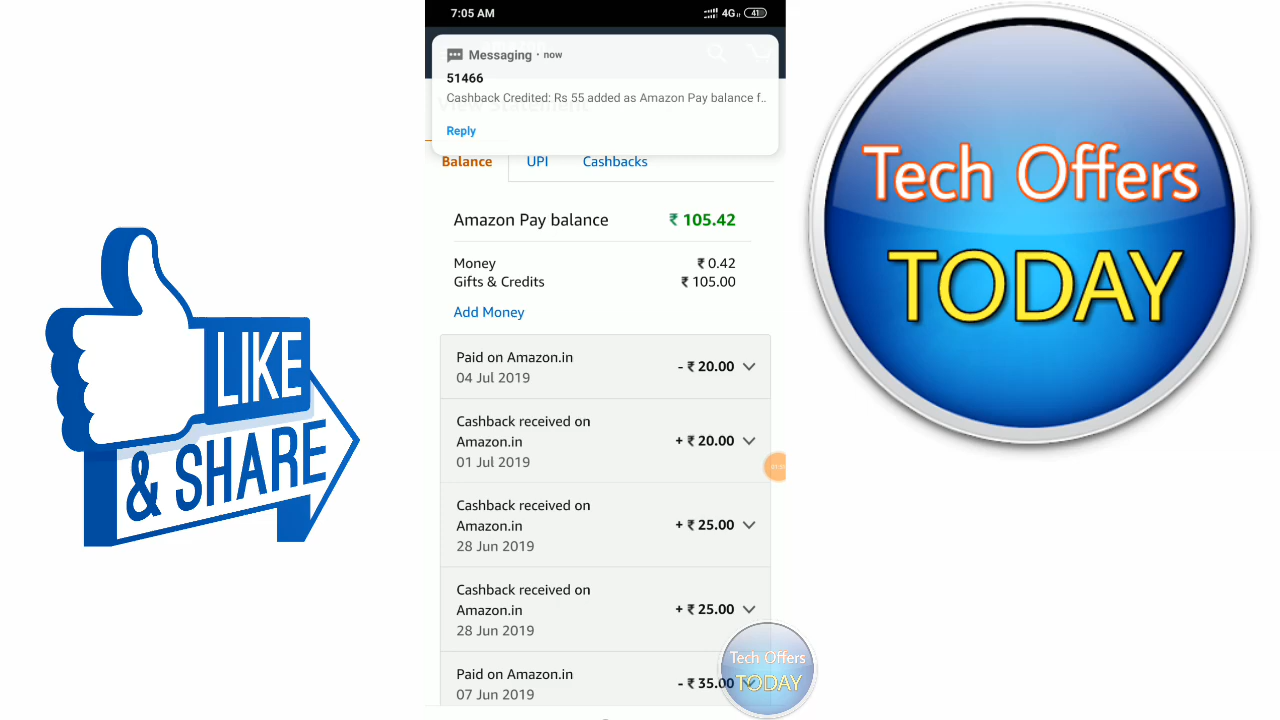 7:05 AM
4G
41
Messaging • now
51466
Cashback Credited: Rs 55 added as Amazon Pay balance f..
View Statement
Reply
Balance
UPI
Cashbacks
Amazon Pay balance ₹ 105.42
Money ₹ 0.42
Gifts & Credits ₹ 105.00
Add Money
Paid on Amazon.in
04 Jul 2019
- ₹ 20.00
Cashback received on
Amazon.in
01 Jul 2019
+ ₹ 20.00
Cashback received on
Amazon.in
28 Jun 2019
+ ₹ 25.00
Cashback received on
Amazon.in
28 Jun 2019
+ ₹ 25.00
Paid on Amazon.in
07 Jun 2019
- ₹ 35.00
LIKE
& SHARE
Tech Offers
TODAY
Tech Offers
TODAY